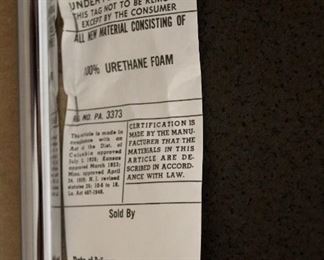 UNDER
THIS TAG NOT TO BE REMOVED
EXCEPT BY THE CONSUMER
ALL NEW MATERIAL CONSISTING OF
100% URETHANE FOAM
REG. NO. PA. 3373
This article is made in
compliance with an
Act of the Dist. of
Columbia approved
July 3, 1926; Kansas
approved March 1923;
Minn. approved April
24, 1929; N. J. revised
statutes 26: 10-6 to 18.
La. Act 467-1948.
CERTIFICATION IS
MADE BY THE MANU-
FACTURER THAT THE
MATERIALS IN THIS
ARTICLE ARE DE-
SCRIBED IN ACCORD-
ANCE WITH LAW.
Sold By